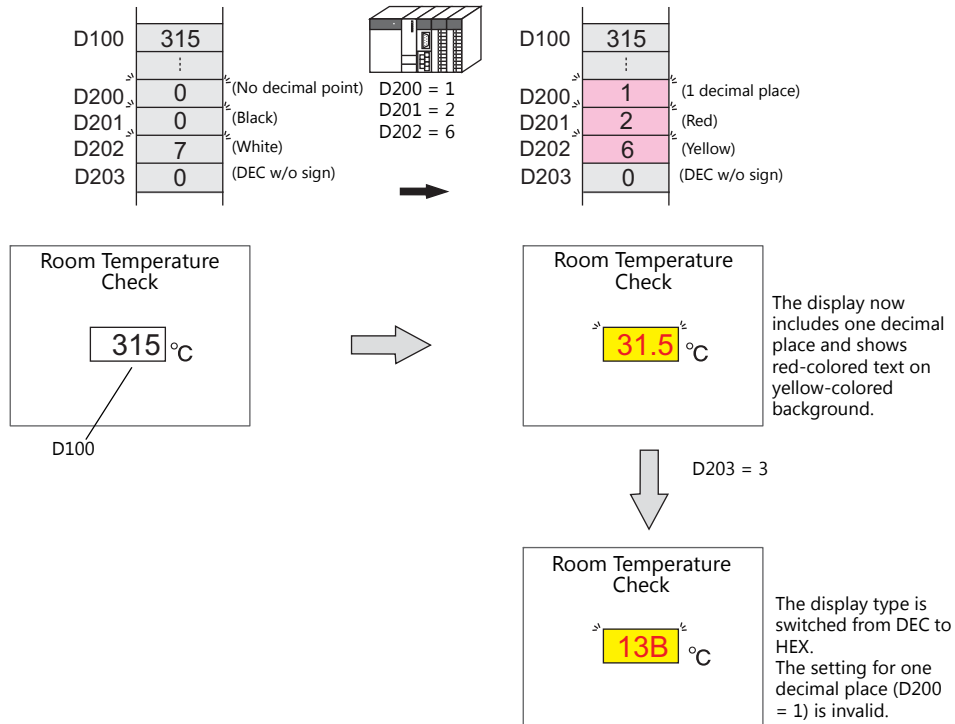 D100 315
D200 0 (No decimal point)
D201 0 (Black)
D202 7 (White)
D203 0 (DEC w/o sign)
D200 = 1
D201 = 2
D202 = 6
D100 315
D200 1 (1 decimal place)
D201 2 (Red)
D202 6 (Yellow)
D203 0 (DEC w/o sign)
Room Temperature
Check
315 °C
D100
Room Temperature
Check
31.5 °C
The display now
includes one decimal
place and shows
red-colored text on
yellow-colored
background.
D203 = 3
Room Temperature
Check
13B °C
The display type is
switched from DEC to
HEX.
The setting for one
decimal place (D200
= 1) is invalid.